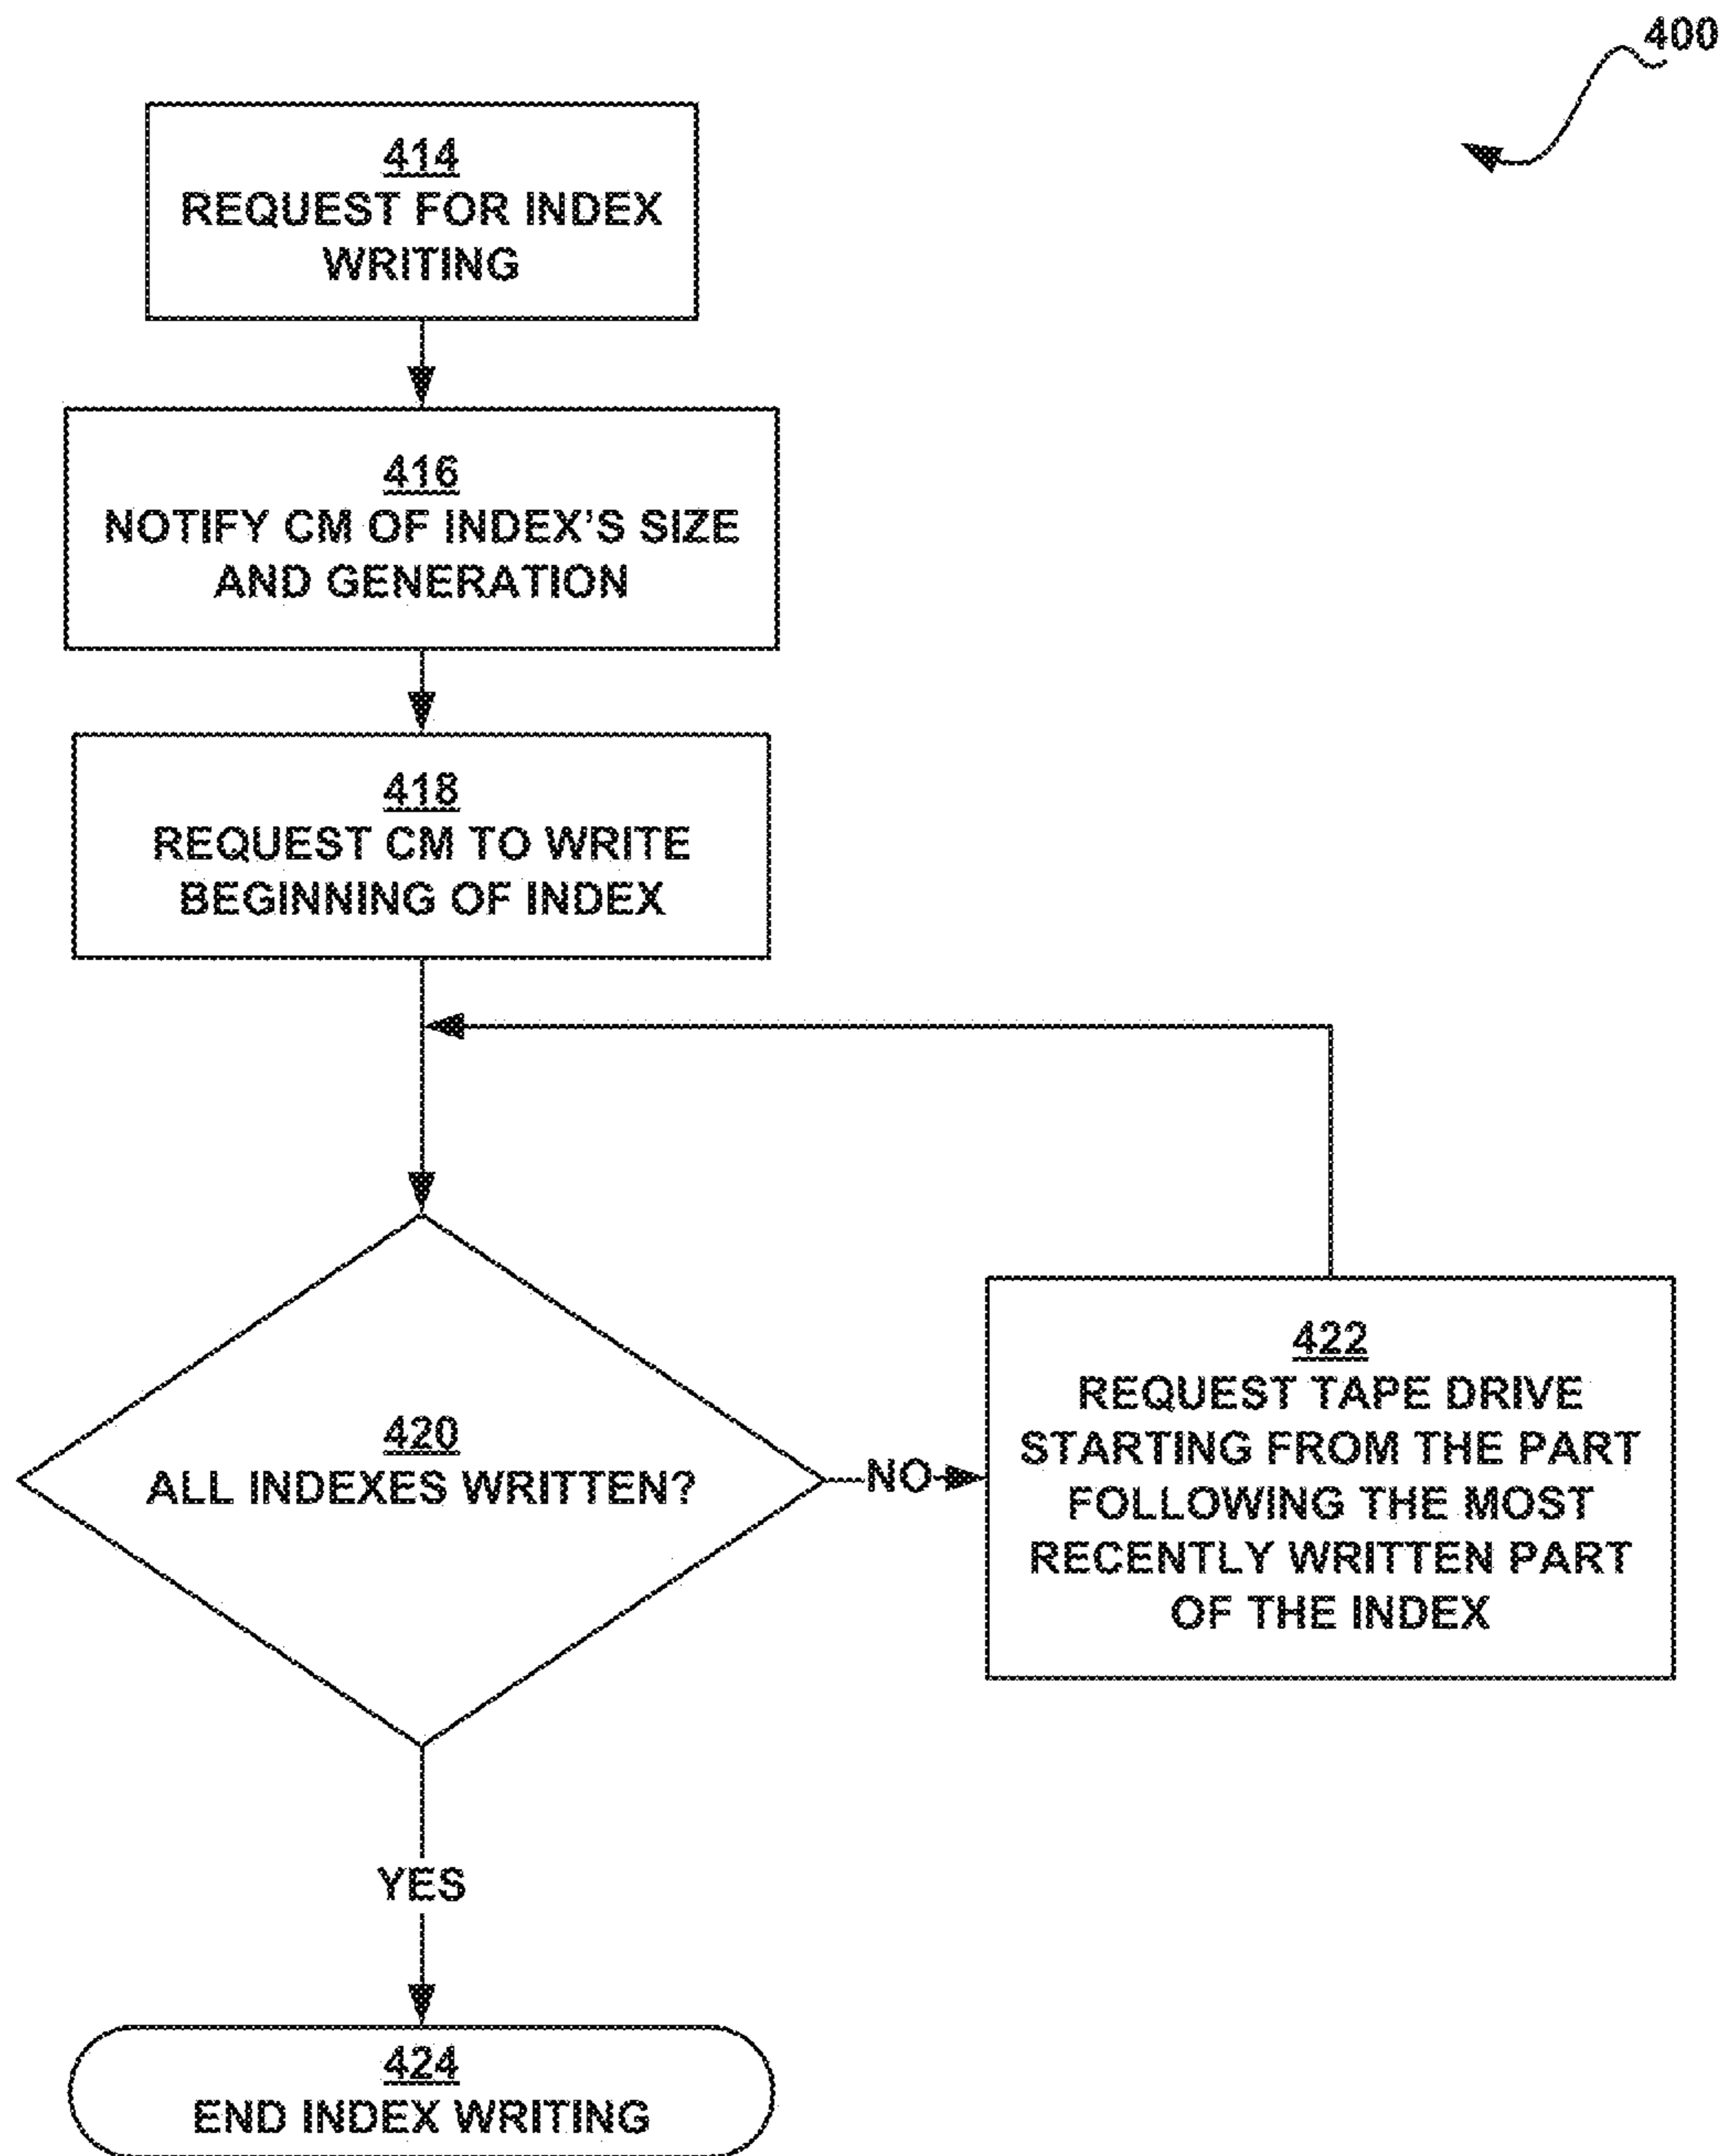 400
414
REQUEST FOR INDEX
WRITING
416
NOTIFY CM OF INDEX'S SIZE
AND GENERATION
418
REQUEST CM TO WRITE
BEGINNING OF INDEX
420
ALL INDEXES WRITTEN?
NO
422
REQUEST TAPE DRIVE
STARTING FROM THE PART
FOLLOWING THE MOST
RECENTLY WRITTEN PART
OF THE INDEX
YES
424
END INDEX WRITING